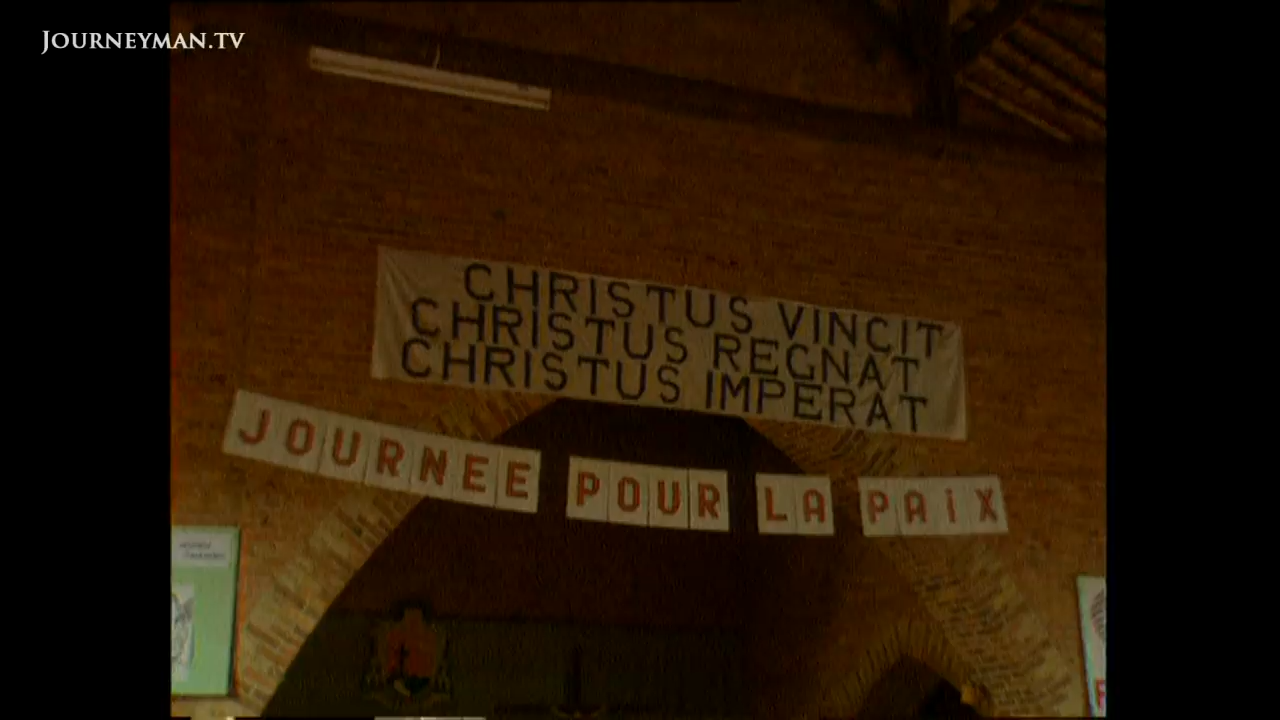 JOURNEYMAN.TV
CHRISTUS VINCIT
CHRISTUS REGNAT
CHRISTUS IMPERAT
JOURNEE POUR LA PAiX